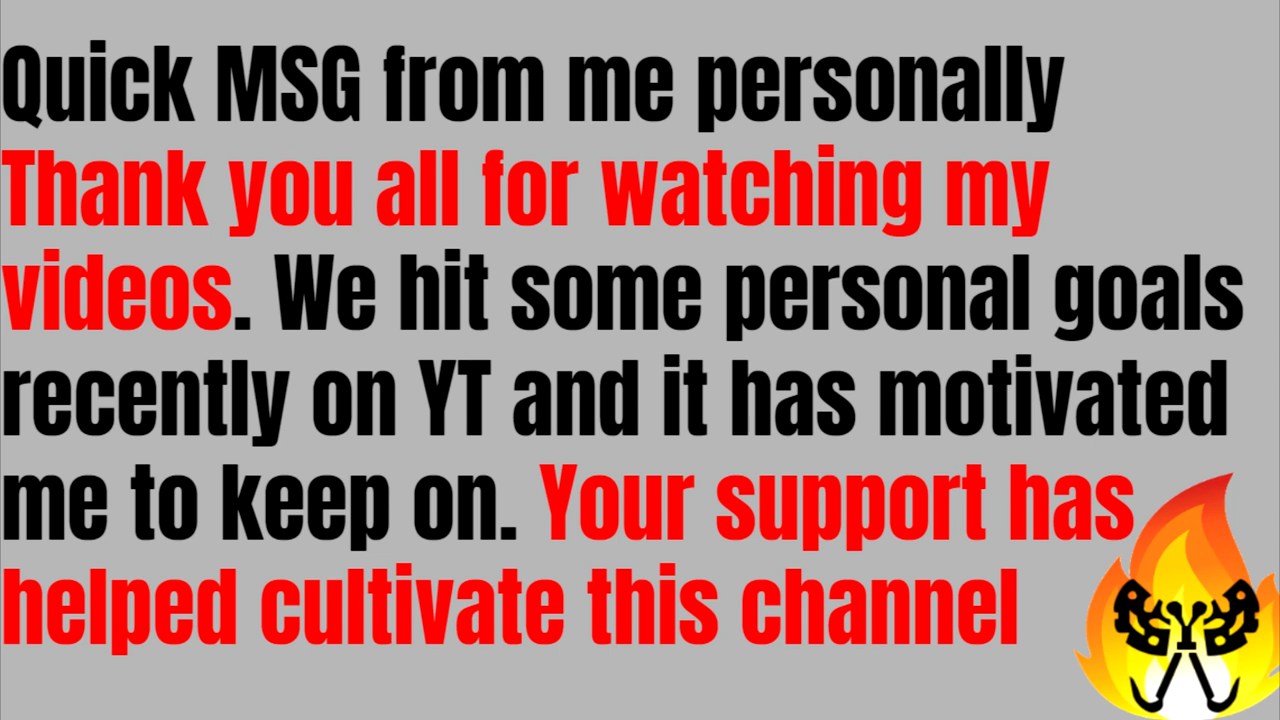 Quick MSG from me personally
Thank you all for watching my
videos. We hit some personal goals
recently on YT and it has motivated
me to keep on. Your support has
helped cultivate this channel